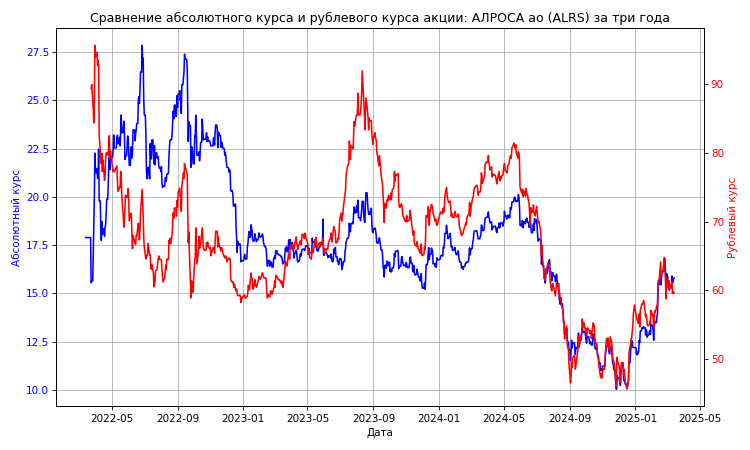 Сравнение абсолютного курса и рублевого курса акции: АЛРОСА ао (ALRS) за три года
27.5
25.0
22.5
20.0
17.5
15.0
12.5
10.0
Абсолютный курс
90
80
70
60
50
Рублевый курс
2022-05 2022-09 2023-01 2023-05 2023-09 2024-01 2024-05 2024-09 2025-01 2025-05
Дата